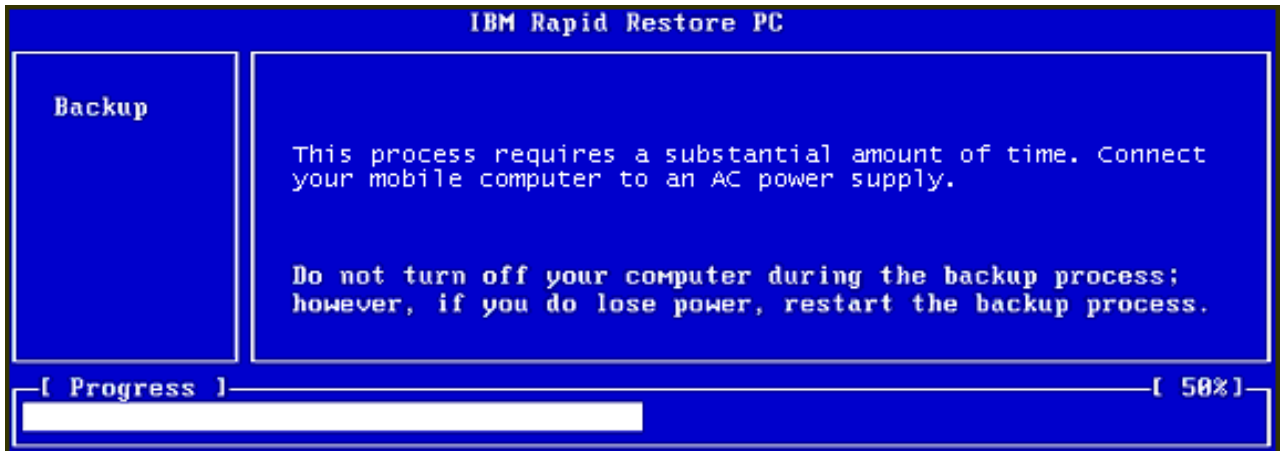 IBM Rapid Restore PC
Backup
This process requires a substantial amount of time. Connect
your mobile computer to an AC power supply.
Do not turn off your computer during the backup process;
however, if you do lose power, restart the backup process.
[ Progress ]
[ 50%]